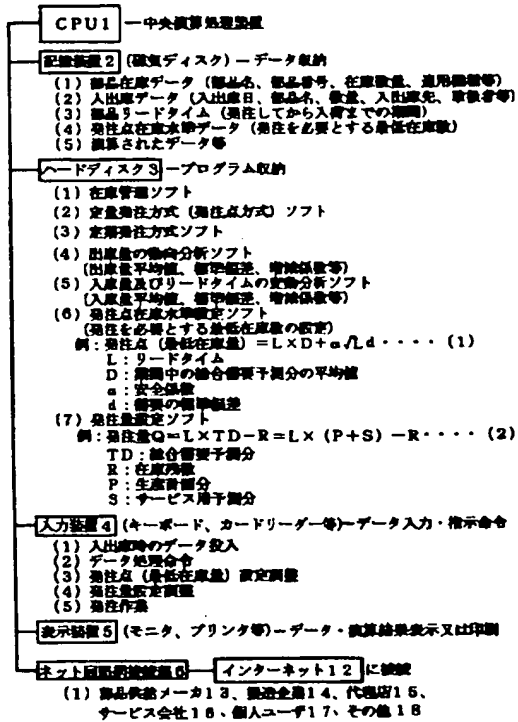 CPU1 ー中央演算処理装置
記憶装置2 (磁気ディスク) ーデータ収納
(1) 部品在庫データ (部品名、部品番号、在庫数量、適用機種等)
(2) 入出庫データ (入出庫日、部品名、数量、入出庫先、取扱者等)
(3) 部品リードタイム (発注してから入荷までの期間)
(4) 発注点在庫水準データ (発注を必要とする最低在庫数)
(5) 演算されたデータ等
ハードディスク3 ープログラム収納
(1) 在庫管理ソフト
(2) 定量発注方式 (発注点方式) ソフト
(3) 定期発注方式ソフト
(4) 出庫量の動向分析ソフト
(出庫量平均値、標準偏差、増減係数等)
(5) 入庫量及びリードタイムの変動分析ソフト
(入庫量平均値、標準偏差、増減係数等)
(6) 発注点在庫水準設定ソフト
(発注を必要とする最低在庫数の設定)
例:発注点 (最低在庫量) =L×D+α√Ld・・・・ (1)
L:リードタイム
D:期間中の総合需要予測分の平均値
α:安全係数
d:需要の標準偏差
(7) 発注量設定ソフト
例:発注量Q=L×TD-R=L× (P+S) -R・・・・ (2)
TD:総合需要予測分
R:在庫残数
P:生産計画分
S:サービス用予測分
入力装置4 (キーボード、カードリーダー等)ーデータ入力・指示命令
(1) 入出庫時のデータ投入
(2) データ処理命令
(3) 発注点 (最低在庫量) 設定調整
(4) 発注量設定調整
(5) 発注作業
表示装置5 (モニタ、プリンタ等) ーデータ・演算結果表示又は印刷
ネット回路網接続部6 インターネット12 に接続
(1) 部品供給メーカ13、製造企業14、代理店15、
サービス会社16、個人ユーザ17、その他18